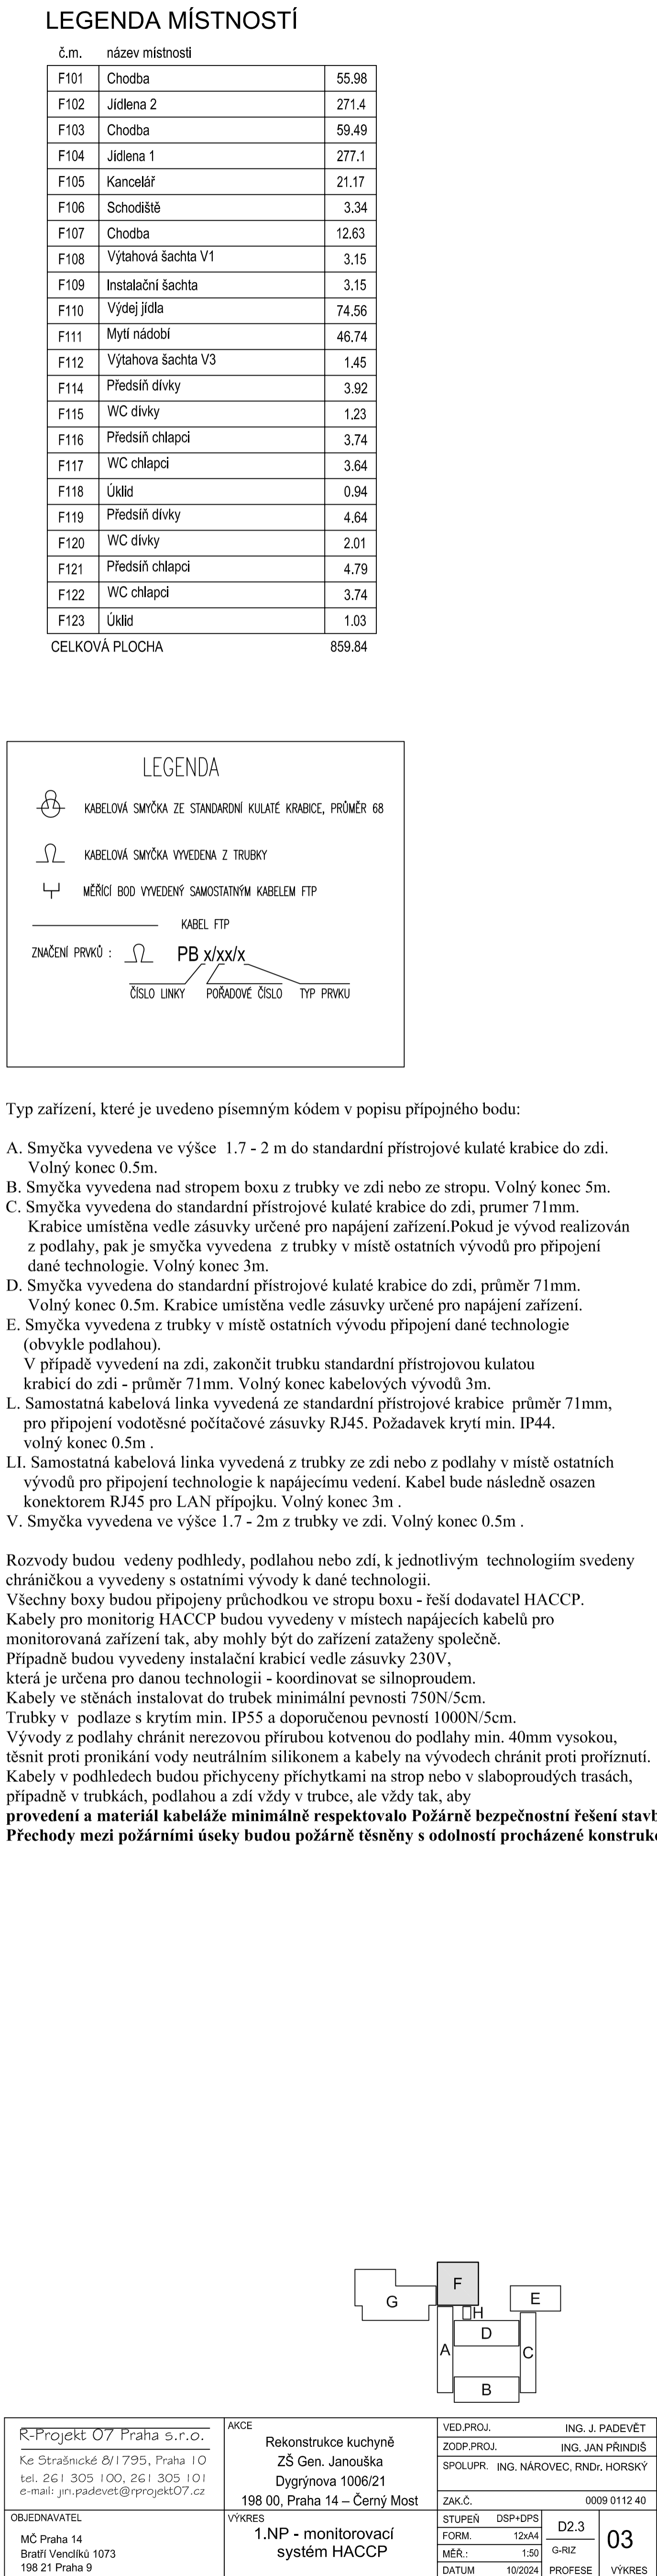 LEGENDA MÍSTNOSTÍ
č.m. název místnosti
F101 Chodba 55.98
F102 Jídlena 2 271.4
F103 Chodba 59.49
F104 Jídlena 1 277.1
F105 Kancelář 21.17
F106 Schodiště 3.34
F107 Chodba 12.63
F108 Výtahová šachta V1 3.15
F109 Instalační šachta 3.15
F110 Výdej jídla 74.56
F111 Mytí nádobí 46.74
F112 Výtahova šachta V3 1.45
F114 Předsíň dívky 3.92
F115 WC dívky 1.23
F116 Předsíň chlapci 3.74
F117 WC chlapci 3.64
F118 Úklid 0.94
F119 Předsíň dívky 4.64
F120 WC dívky 2.01
F121 Předsíň chlapci 4.79
F122 WC chlapci 3.74
F123 Úklid 1.03
CELKOVÁ PLOCHA 859.84
LEGENDA
KABELOVÁ SMYČKA ZE STANDARDNÍ KULATÉ KRABICE, PRŮMĚR 68
KABELOVÁ SMYČKA VYVEDENA Z TRUBKY
MĚŘÍCÍ BOD VYVEDENÝ SAMOSTATNÝM KABELEM FTP
KABEL FTP
ZNAČENÍ PRVKŮ : PB x/xx/x
ČÍSLO LINKY POŘADOVÉ ČÍSLO TYP PRVKU
Typ zařízení, které je uvedeno písemným kódem v popisu přípojného bodu:
A. Smyčka vyvedena ve výšce 1.7 - 2 m do standardní přístrojové kulaté krabice do zdi.
Volný konec 0.5m.
B. Smyčka vyvedena nad stropem boxu z trubky ve zdi nebo ze stropu. Volný konec 5m.
C. Smyčka vyvedena do standardní přístrojové kulaté krabice do zdi, prumer 71mm.
Krabice umístěna vedle zásuvky určené pro napájení zařízení.Pokud je vývod realizován
z podlahy, pak je smyčka vyvedena z trubky v místě ostatních vývodů pro připojení
dané technologie. Volný konec 3m.
D. Smyčka vyvedena do standardní přístrojové kulaté krabice do zdi, průměr 71mm.
Volný konec 0.5m. Krabice umístěna vedle zásuvky určené pro napájení zařízení.
E. Smyčka vyvedena z trubky v místě ostatních vývodu připojení dané technologie
(obvykle podlahou).
V případě vyvedení na zdi, zakončit trubku standardní přístrojovou kulatou
krabicí do zdi - průměr 71mm. Volný konec kabelových vývodů 3m.
L. Samostatná kabelová linka vyvedená ze standardní přístrojové krabice průměr 71mm,
pro připojení vodotěsné počítačové zásuvky RJ45. Požadavek krytí min. IP44.
volný konec 0.5m .
LI. Samostatná kabelová linka vyvedená z trubky ze zdi nebo z podlahy v místě ostatních
vývodů pro připojení technologie k napájecímu vedení. Kabel bude následně osazen
konektorem RJ45 pro LAN přípojku. Volný konec 3m .
V. Smyčka vyvedena ve výšce 1.7 - 2m z trubky ve zdi. Volný konec 0.5m .
Rozvody budou vedeny podhledy, podlahou nebo zdí, k jednotlivým technologiím svedeny
chráničkou a vyvedeny s ostatními vývody k dané technologii.
Všechny boxy budou připojeny průchodkou ve stropu boxu - řeší dodavatel HACCP.
Kabely pro monitorig HACCP budou vyvedeny v místech napájecích kabelů pro
monitorovaná zařízení tak, aby mohly být do zařízení zataženy společně.
Případně budou vyvedeny instalační krabicí vedle zásuvky 230V,
která je určena pro danou technologii - koordinovat se silnoproudem.
Kabely ve stěnách instalovat do trubek minimální pevnosti 750N/5cm.
Trubky v podlaze s krytím min. IP55 a doporučenou pevností 1000N/5cm.
Vývody z podlahy chránit nerezovou přírubou kotvenou do podlahy min. 40mm vysokou,
těsnit proti pronikání vody neutrálním silikonem a kabely na vývodech chránit proti proříznutí.
Kabely v podhledech budou přichyceny příchytkami na strop nebo v slaboproudých trasách,
případně v trubkách, podlahou a zdí vždy v trubce, ale vždy tak, aby
provedení a materiál kabeláže minimálně respektovalo Požárně bezpečnostní řešení stavb
Přechody mezi požárními úseky budou požárně těsněny s odolností procházené konstrukc
G F E
H
D
A C
B
R-Projekt 07 Praha s.r.o.
Ke Strašnické 8/1795, Praha 10
tel. 261 305 100, 261 305 101
e-mail: jiri.padevet@rprojekt07.cz
AKCE
Rekonstrukce kuchyně
ZŠ Gen. Janouška
Dygrýnova 1006/21
198 00, Praha 14 – Černý Most
VED.PROJ. ING. J. PADEVĚT
ZODP.PROJ. ING. JAN PŘINDIŠ
SPOLUPR. ING. NÁROVEC, RNDr. HORSKÝ
ZAK.Č. 0009 0112 40
OBJEDNAVATEL
MČ Praha 14
Bratří Venclíků 1073
198 21 Praha 9
VÝKRES
1.NP - monitorovací
systém HACCP
STUPEŇ DSP+DPS
FORM. 12xA4
MĚŘ.: 1:50
DATUM 10/2024
D2.3
G-RIZ
PROFESE
03
VÝKRES